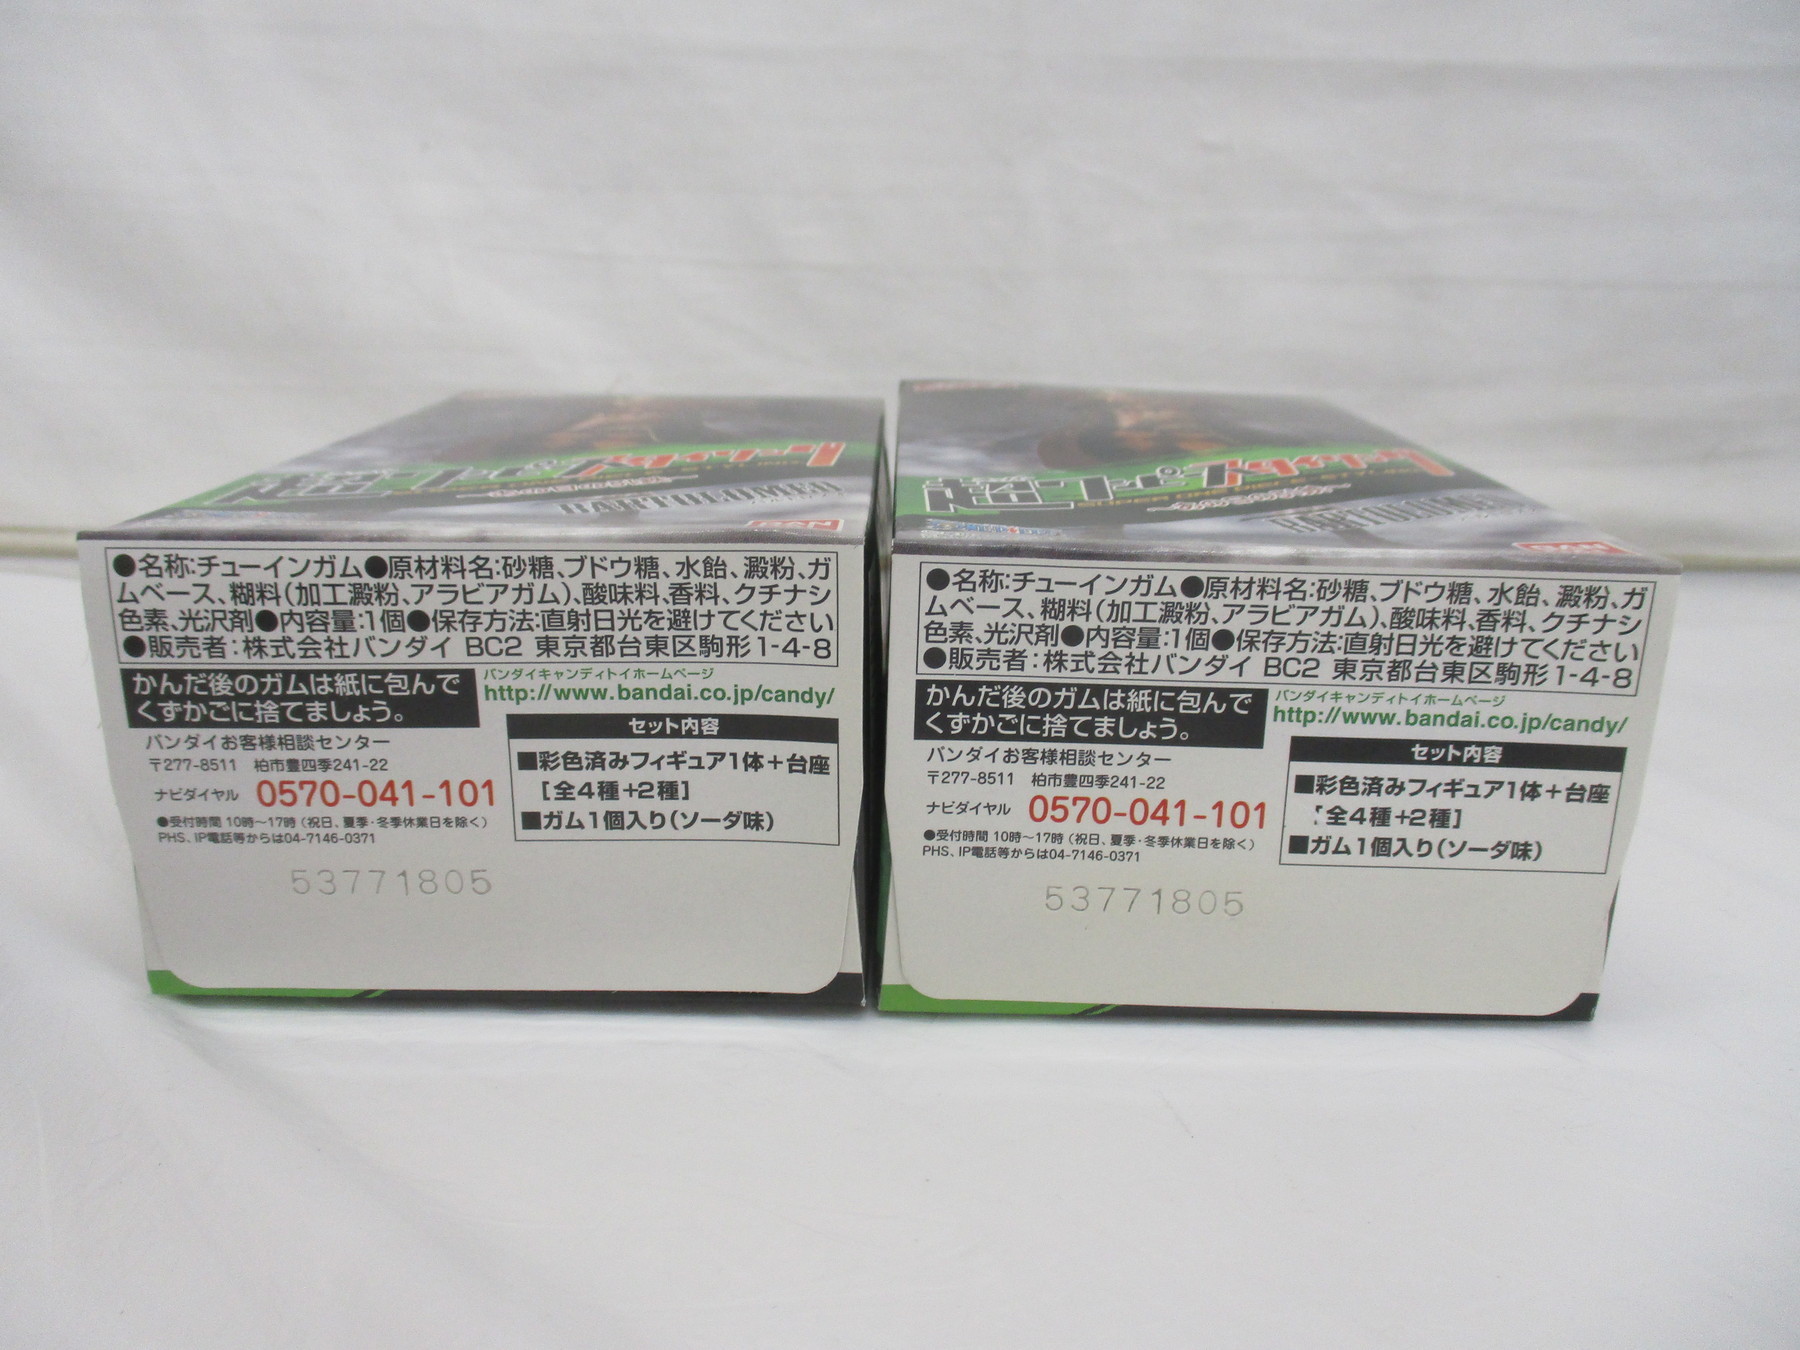 SUPER ONE PIECE STYLING
BARTOLOMEO
BANDAI
●名称:チューインガム●原材料名:砂糖、ブドウ糖、水飴、澱粉、ガ
ムベース、糊料(加工澱粉、アラビアガム)、酸味料、香料、クチナシ
色素、光沢剤●内容量:1個●保存方法:直射日光を避けてください
●販売者:株式会社バンダイ BC2 東京都台東区駒形1-4-8
かんだ後のガムは紙に包んで
くずかごに捨てましょう。
バンダイキャンディトイホームページ
http://www.bandai.co.jp/candy/
バンダイお客様相談センター
〒277-8511 柏市豊四季241-22
ナビダイヤル 0570-041-101
●受付時間 10時〜17時(祝日、夏季・冬季休業日を除く)
PHS、IP電話等からは04-7146-0371
セット内容
■彩色済みフィギュア1体+台座
[全4種+2種]
■ガム1個入り(ソーダ味)
53771805
SUPER ONE PIECE STYLING
BARTOLOMEO
●名称:チューインガム●原材料名:砂糖、ブドウ糖、水飴、澱粉、ガ
ムベース、糊料(加工澱粉、アラビアガム)、酸味料、香料、クチナシ
色素、光沢剤●内容量:1個●保存方法:直射日光を避けてください
●販売者:株式会社バンダイ BC2 東京都台東区駒形1-4-8
かんだ後のガムは紙に包んで
くずかごに捨てましょう。
バンダイキャンディトイホームページ
http://www.bandai.co.jp/candy/
バンダイお客様相談センター
〒277-8511 柏市豊四季241-22
ナビダイヤル 0570-041-101
●受付時間 10時〜17時(祝日、夏季・冬季休業日を除く)
PHS、IP電話等からは04-7146-0371
セット内容
■彩色済みフィギュア1体+台座
[全4種+2種]
■ガム1個入り(ソーダ味)
53771805